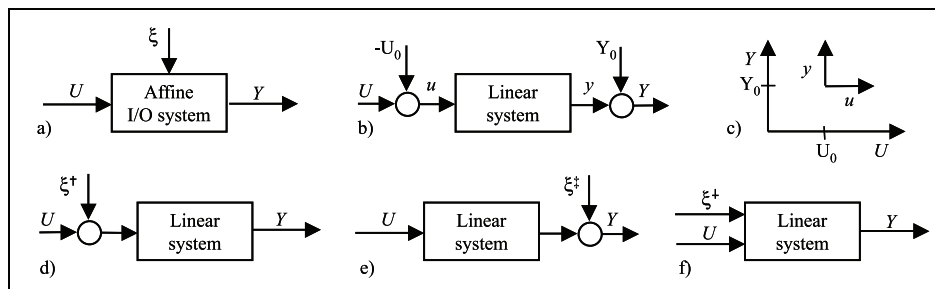 ξ
U
Affine
I/O system
Y
a)
-U₀
Y₀
U
u
Linear
system
y
Y
b)
Y
Y₀
y
u
c)
U₀
U
ξ†
U
Linear
system
Y
d)
U
Linear
system
ξ‡
Y
e)
U
Linear
system
Y
f)